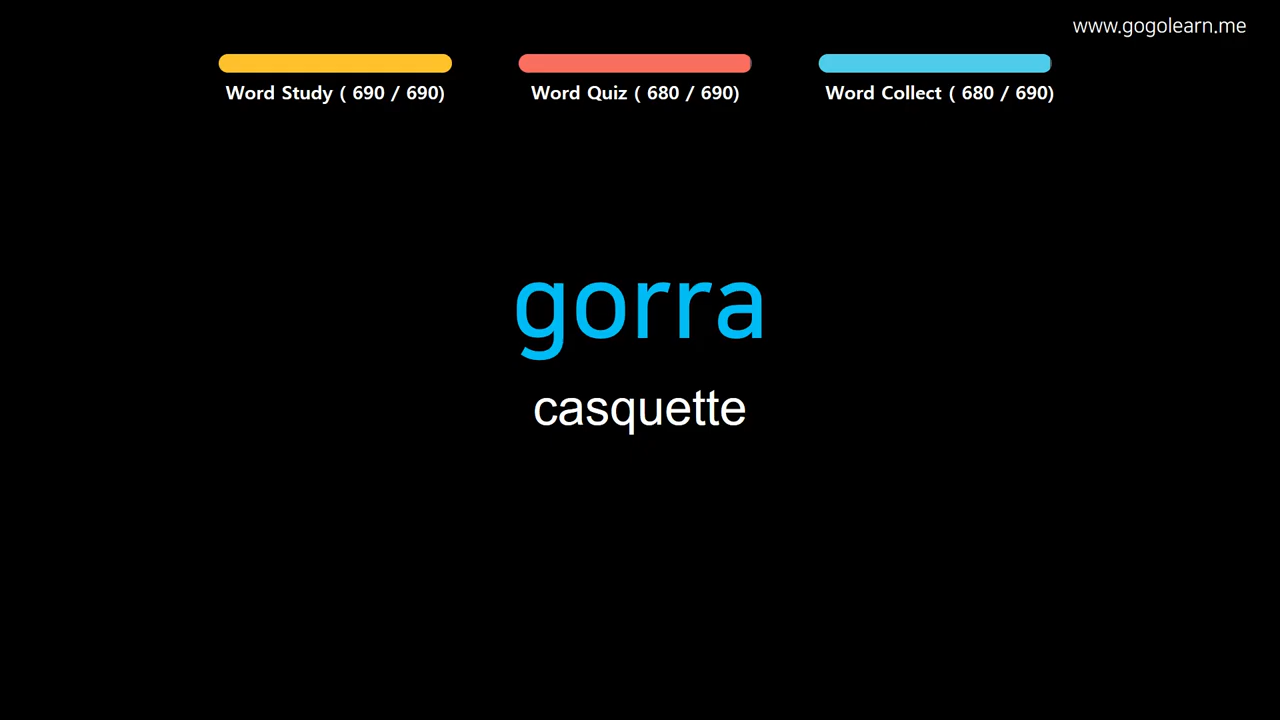 www.gogolearn.me
Word Study ( 690 / 690)
Word Quiz ( 680 / 690)
Word Collect ( 680 / 690)
gorra
casquette